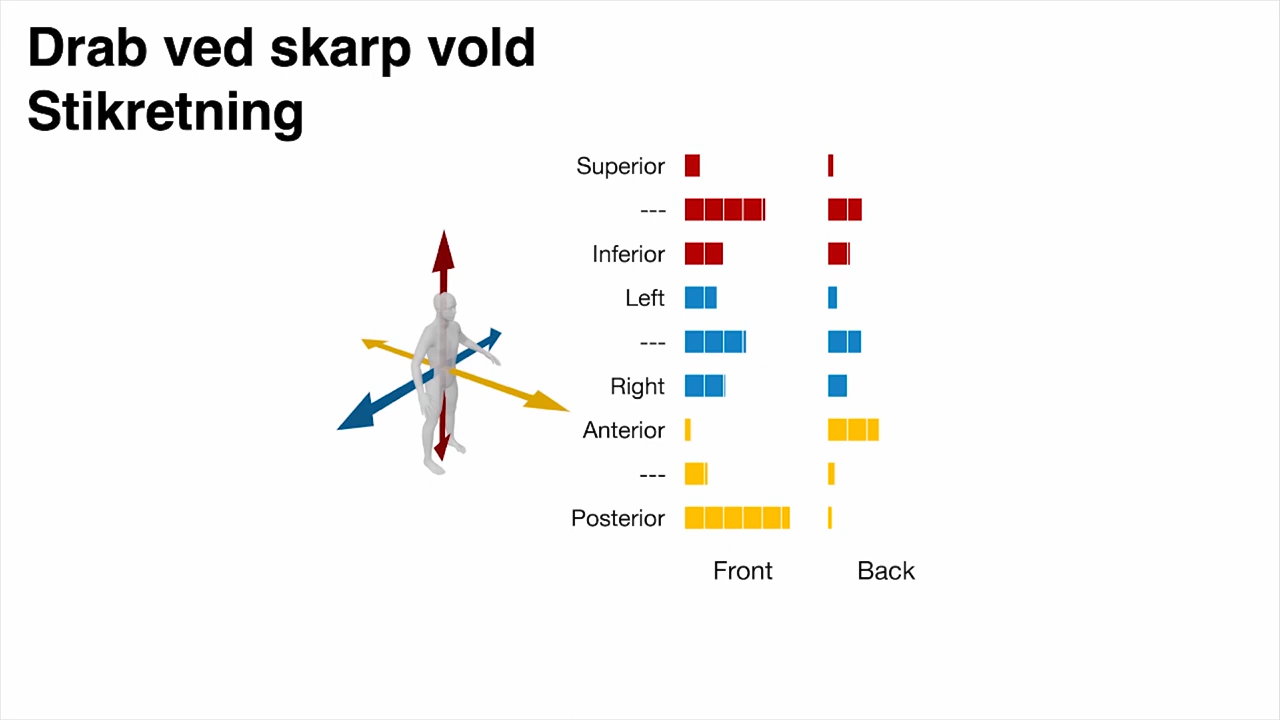 Drab ved skarp vold
Stikretning
Superior
---
Inferior
Left
---
Right
Anterior
---
Posterior
Front Back